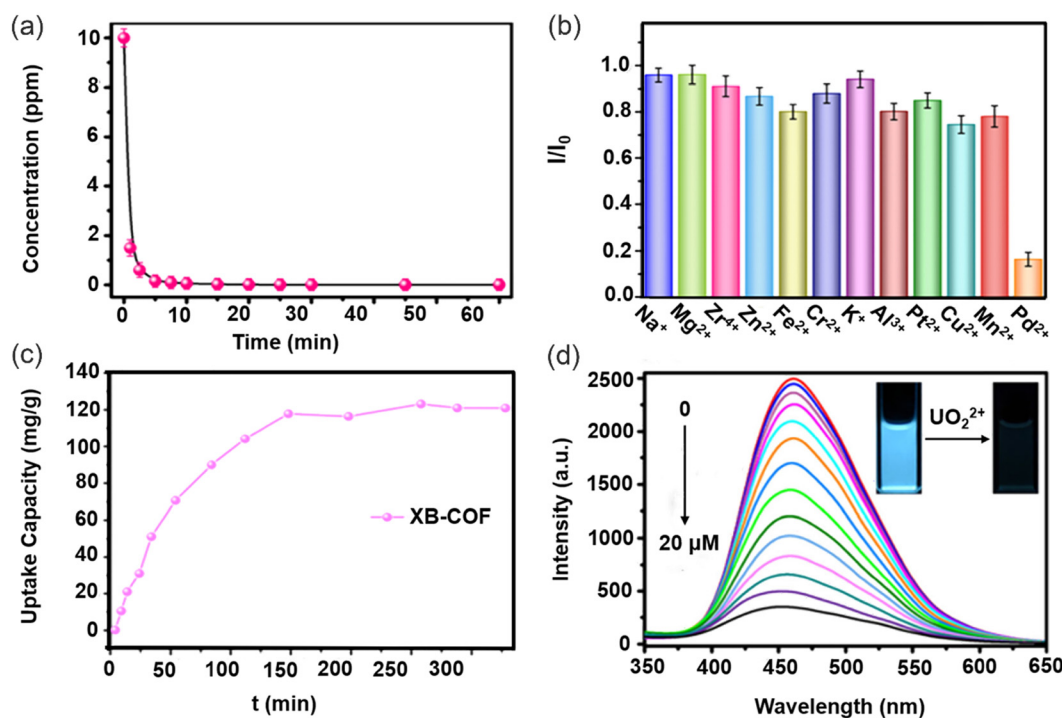 (a)
10
8
6
4
2
0
Concentration (ppm)
0 10 20 30 40 50 60
Time (min)
(b)
1.0
0.8
0.6
0.4
0.2
0.0
I/I₀
Na⁺ Mg²⁺ Zr⁴⁺ Zn²⁺ Fe²⁺ Cr²⁺ K⁺ Al³⁺ Pt²⁺ Cu²⁺ Mn²⁺ Pd²⁺
(c)
140
120
100
80
60
40
20
0
Uptake Capacity (mg/g)
XB-COF
0 50 100 150 200 250 300
t (min)
(d)
2500
2000
1500
1000
500
0
Intensity (a.u.)
0
20 μM
UO₂²⁺
350 400 450 500 550 600 650
Wavelength (nm)